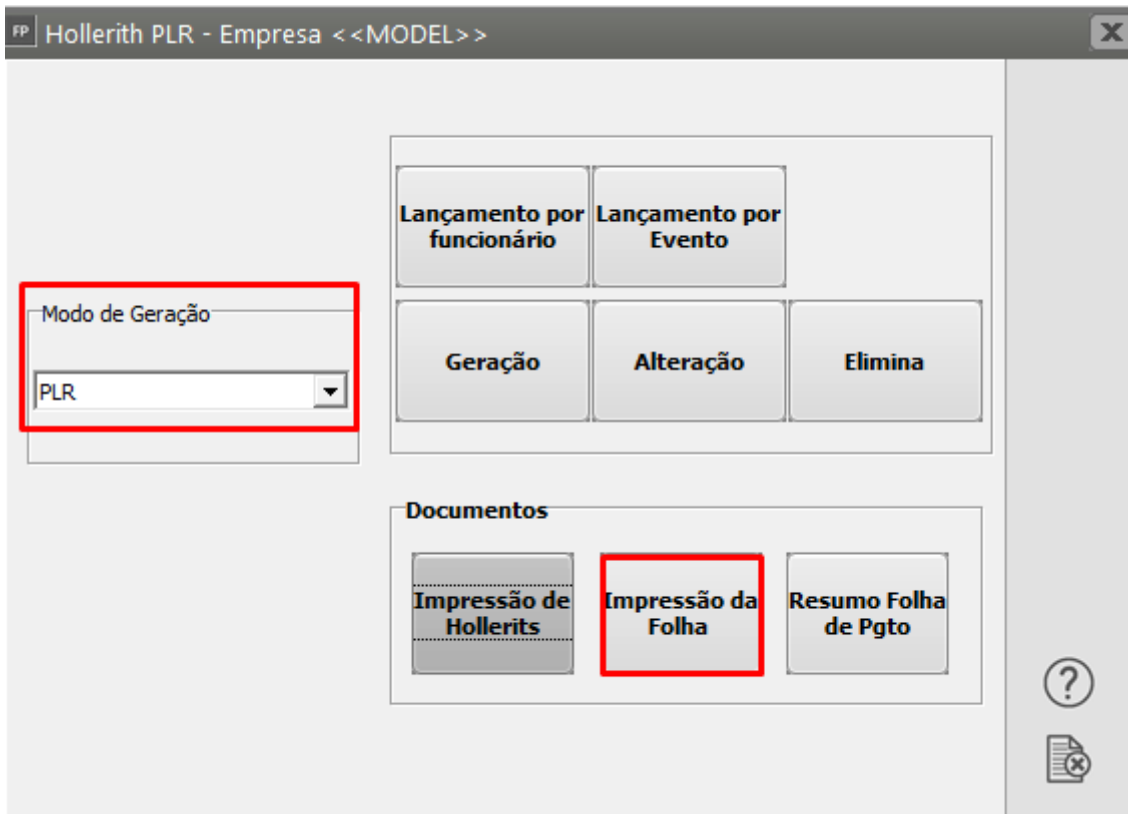 FP Hollerith PLR - Empresa <<MODEL>>
Lançamento por funcionário
Lançamento por Evento
Modo de Geração
PLR
Geração
Alteração
Elimina
Documentos
Impressão de Hollerits
Impressão da Folha
Resumo Folha de Pgto
?